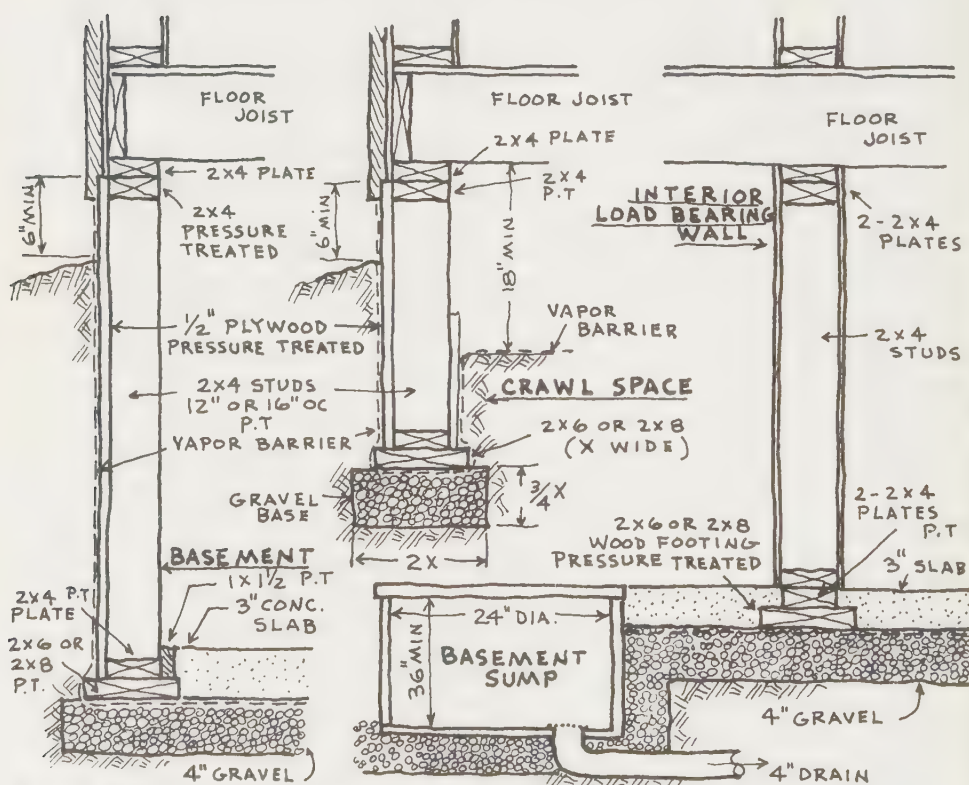 FLOOR
JOIST
2x4 PLATE
2x4
PRESSURE
TREATED
6" MIN
1/2" PLYWOOD
PRESSURE TREATED
2x4 STUDS
12" OR 16" OC
P.T
VAPOR BARRIER
GRAVEL
BASE
BASEMENT
1 x 1 1/2 P.T
3" CONC.
SLAB
2x4 P.T
PLATE
2x6 OR
2x8
P.T.
4" GRAVEL
FLOOR JOIST
2x4 PLATE
2x4
P.T
6" MIN
18" MIN
VAPOR
BARRIER
CRAWL SPACE
2x6 OR 2x8
(X WIDE)
3/4 X
2X
FLOOR
JOIST
INTERIOR
LOAD BEARING
WALL
2-2x4
PLATES
2x4
STUDS
2-2x4
PLATES
P.T
2x6 OR 2x8
WOOD FOOTING
PRESSURE TREATED
3" SLAB
24" DIA.
36" MIN
BASEMENT
SUMP
4" GRAVEL
4" DRAIN